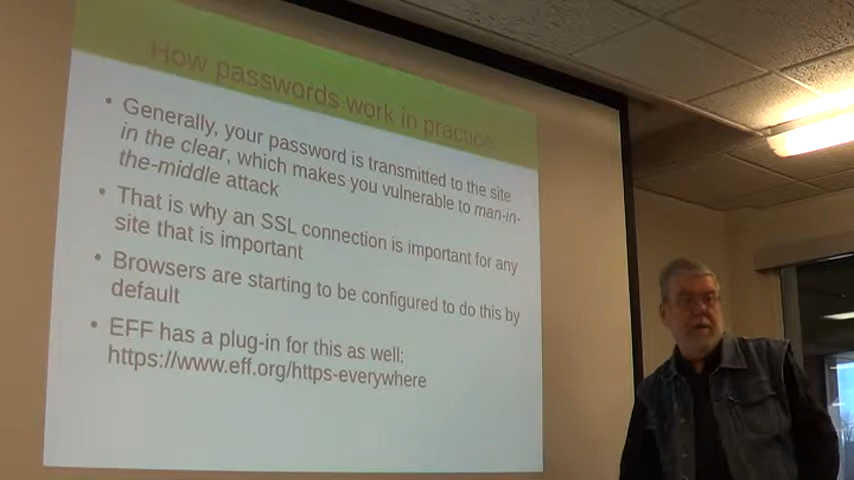 How passwords work in practice
• Generally, your password is transmitted to the site
in the clear, which makes you vulnerable to man-in-
the-middle attack
• That is why an SSL connection is important for any
site that is important
• Browsers are starting to be configured to do this by
default
• EFF has a plug-in for this as well:
https://www.eff.org/https-everywhere